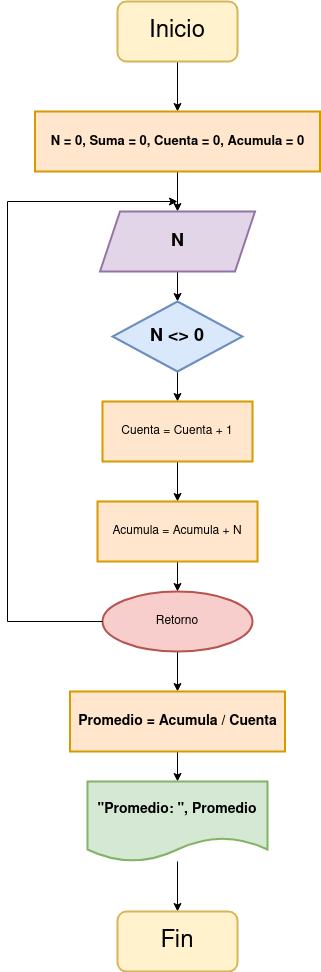 Inicio
N = 0, Suma = 0, Cuenta = 0, Acumula = 0
N
N <> 0
Cuenta = Cuenta + 1
Acumula = Acumula + N
Retorno
Promedio = Acumula / Cuenta
"Promedio: ", Promedio
Fin